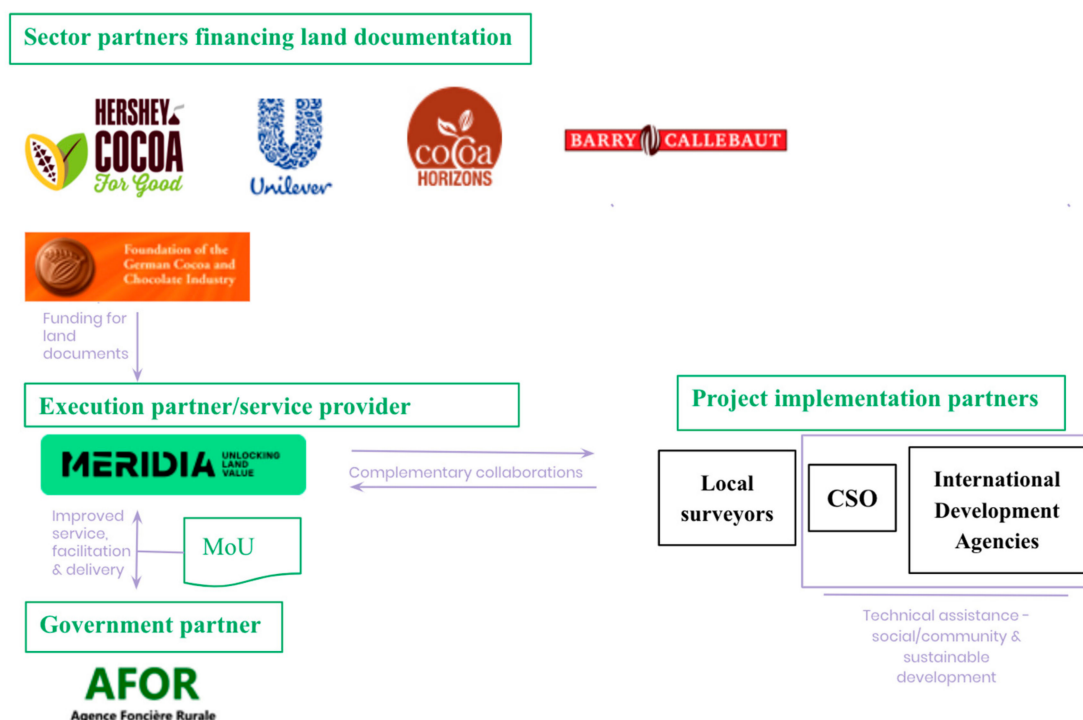 Sector partners financing land documentation
HERSHEY
COCOA
For Good
Unilever
cocoa
HORIZONS
BARRY CALLEBAUT
Foundation of the
German Cocoa and
Chocolate Industry
Funding for
land
documents
Execution partner/service provider
Project implementation partners
MERIDIA UNLOCKING
LAND
VALUE
Complementary collaborations
Local
surveyors
CSO
International
Development
Agencies
Improved
service,
facilitation
& delivery
MoU
Technical assistance -
social/community &
sustainable
development
Government partner
AFOR
Agence Foncière Rurale